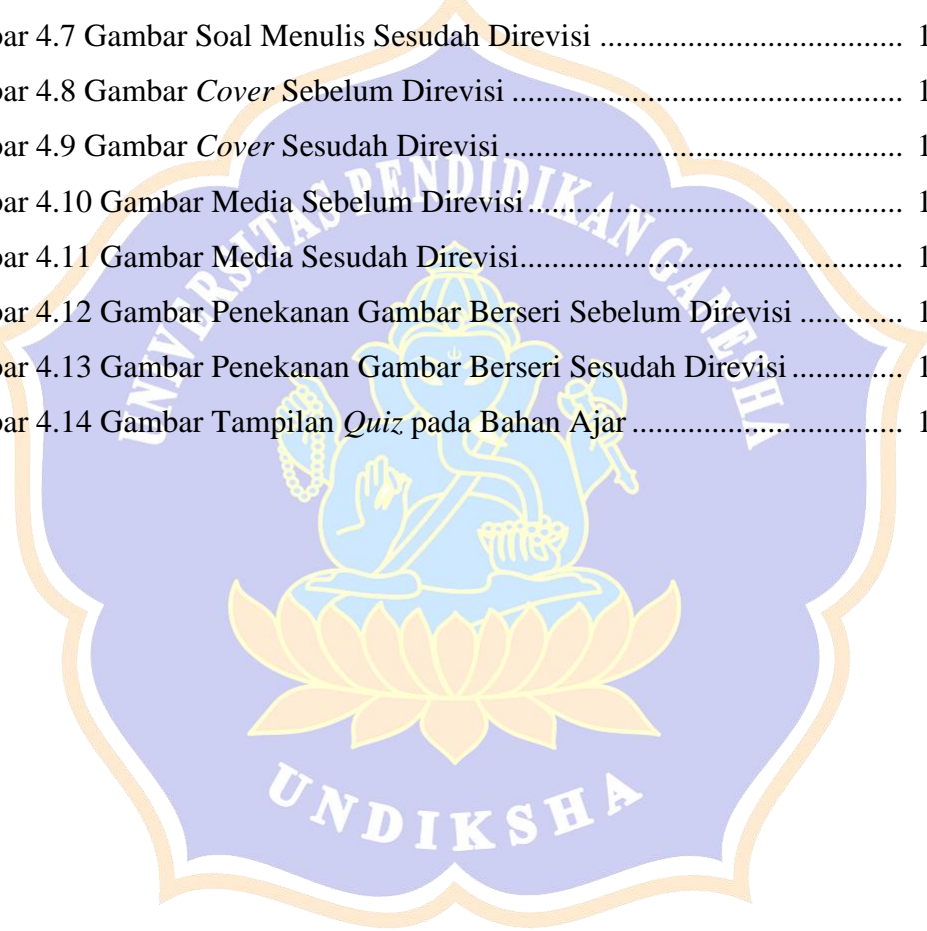 bar 4.7 Gambar Soal Menulis Sesudah Direvisi ...................................... 1
bar 4.8 Gambar Cover Sebelum Direvisi ................................................. 1
bar 4.9 Gambar Cover Sesudah Direvisi .................................................. 1
bar 4.10 Gambar Media Sebelum Direvisi ............................................... 1
bar 4.11 Gambar Media Sesudah Direvisi ................................................ 1
bar 4.12 Gambar Penekanan Gambar Berseri Sebelum Direvisi ............. 1
bar 4.13 Gambar Penekanan Gambar Berseri Sesudah Direvisi .............. 1
bar 4.14 Gambar Tampilan Quiz pada Bahan Ajar .................................. 1
UNIVERSITAS PENDIDIKAN GANESHA
UNDIKSHA